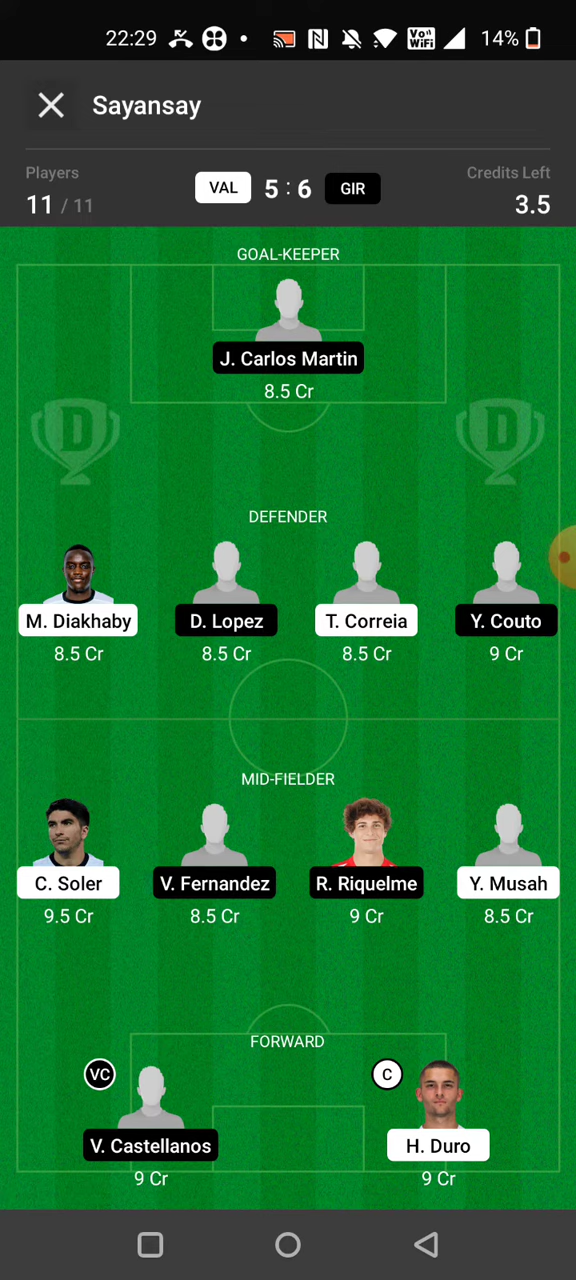 22:29
Vo))
WiFi
14%
Sayansay
Players
11 / 11
VAL 5 : 6 GIR
Credits Left
3.5
GOAL-KEEPER
J. Carlos Martin
8.5 Cr
D D
DEFENDER
M. Diakhaby D. Lopez T. Correia Y. Couto
8.5 Cr 8.5 Cr 8.5 Cr 9 Cr
MID-FIELDER
C. Soler V. Fernandez R. Riquelme Y. Musah
9.5 Cr 8.5 Cr 9 Cr 8.5 Cr
FORWARD
VC C
V. Castellanos H. Duro
9 Cr 9 Cr